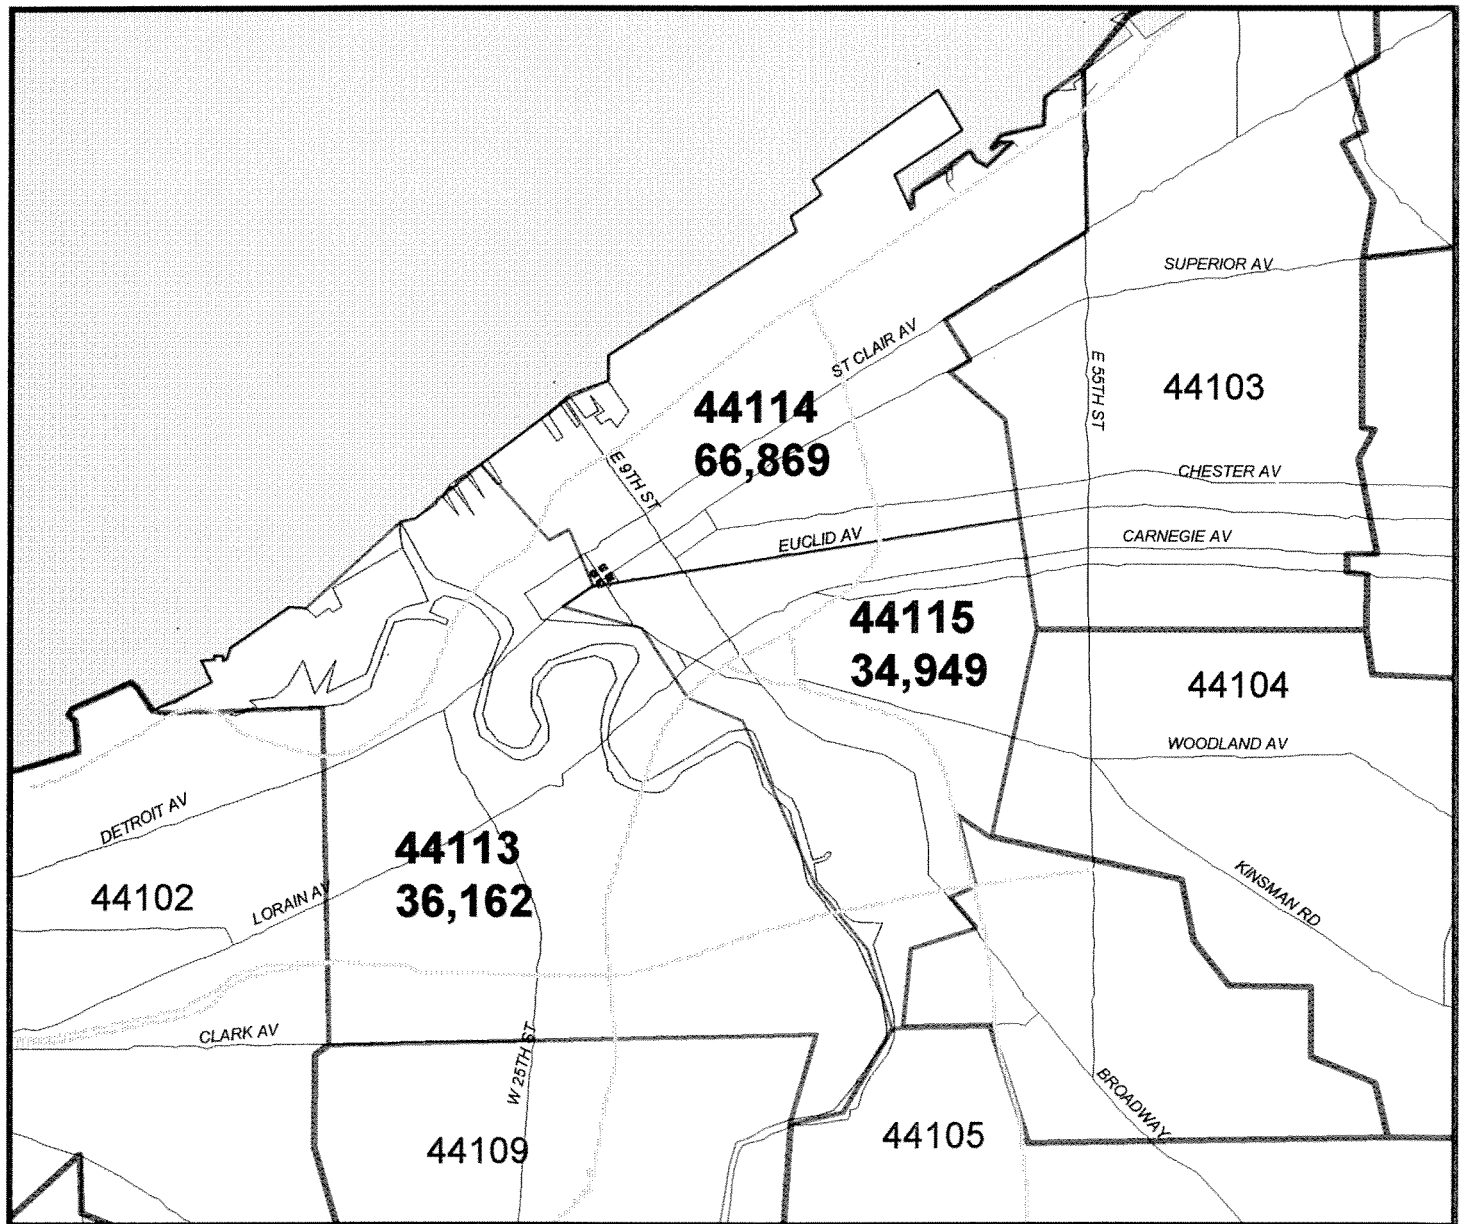 SUPERIOR AV
ST CLAIR AV
E 55TH ST
44103
44114
66,869
E 9TH ST
CHESTER AV
EUCLID AV
CARNEGIE AV
44115
34,949
44104
WOODLAND AV
DETROIT AV
44113
36,162
44102
LORAIN AV
KINSMAN RD
CLARK AV
W 25TH ST
BROADWAY
44105
44109